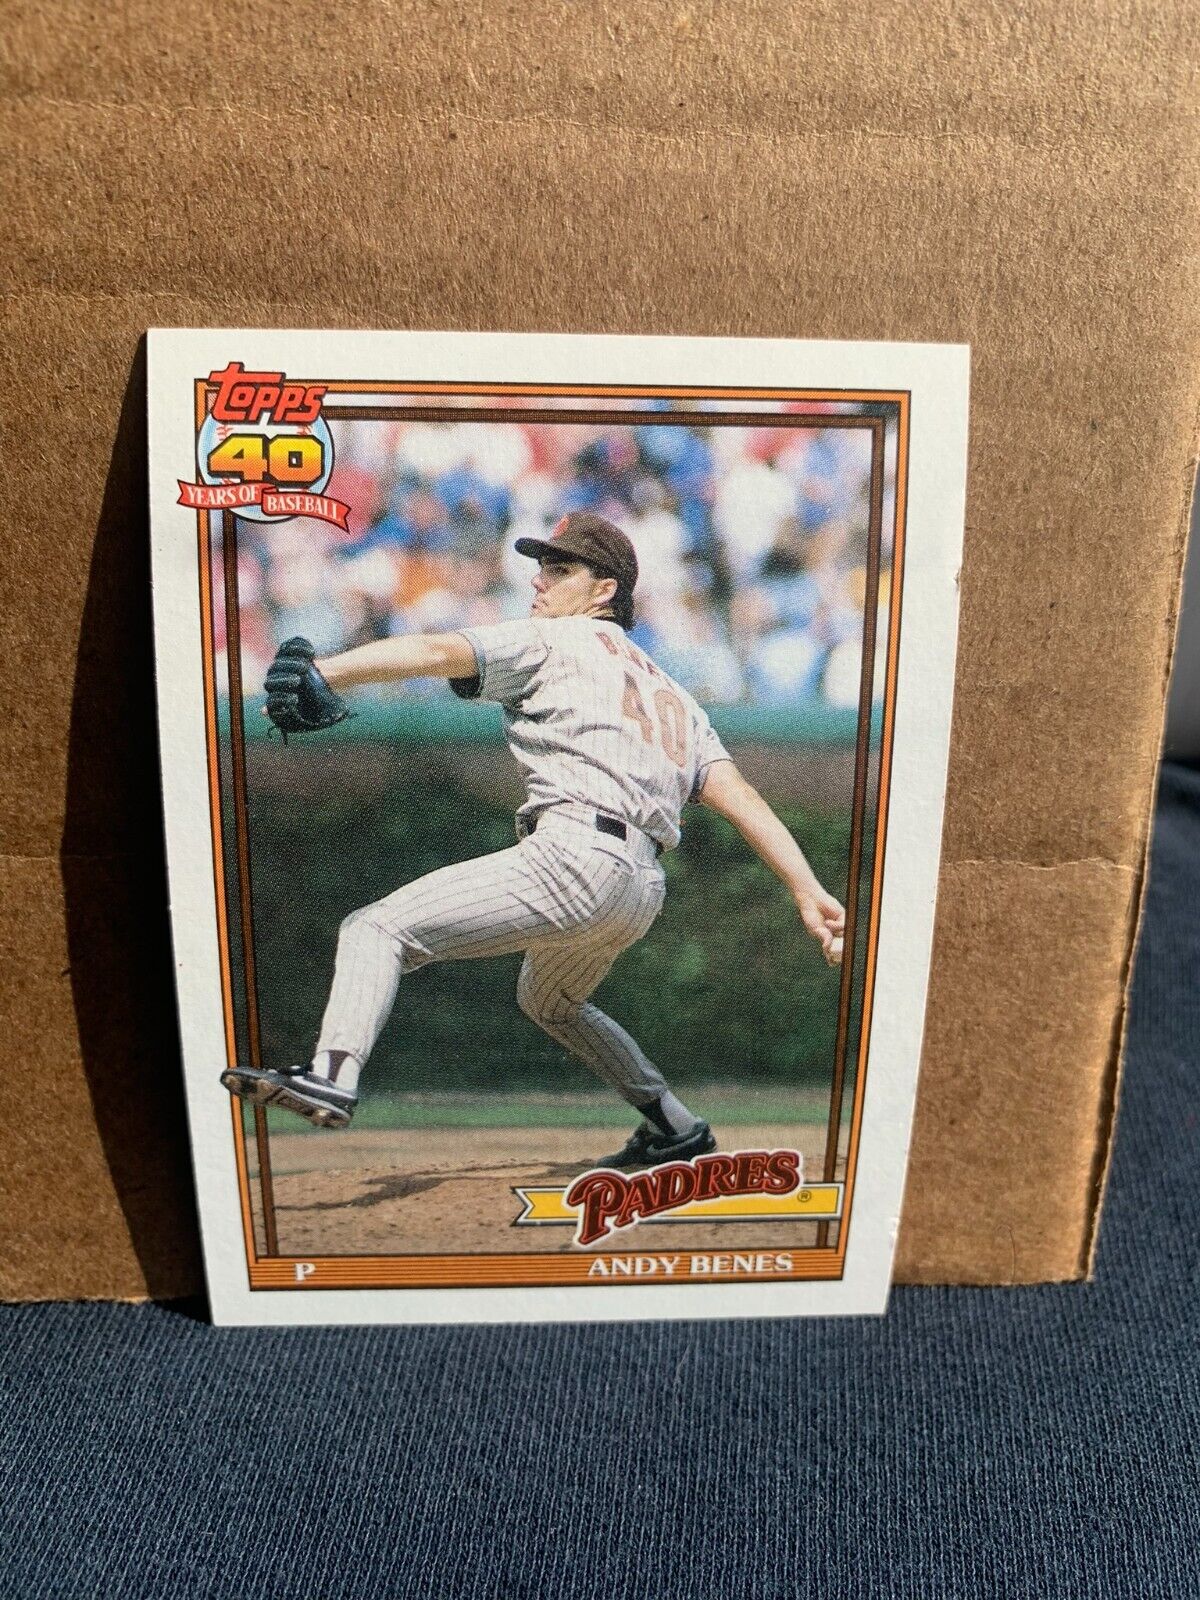 TOPPS
40
YEARS OF BASEBALL
40
PADRES®
P ANDY BENES